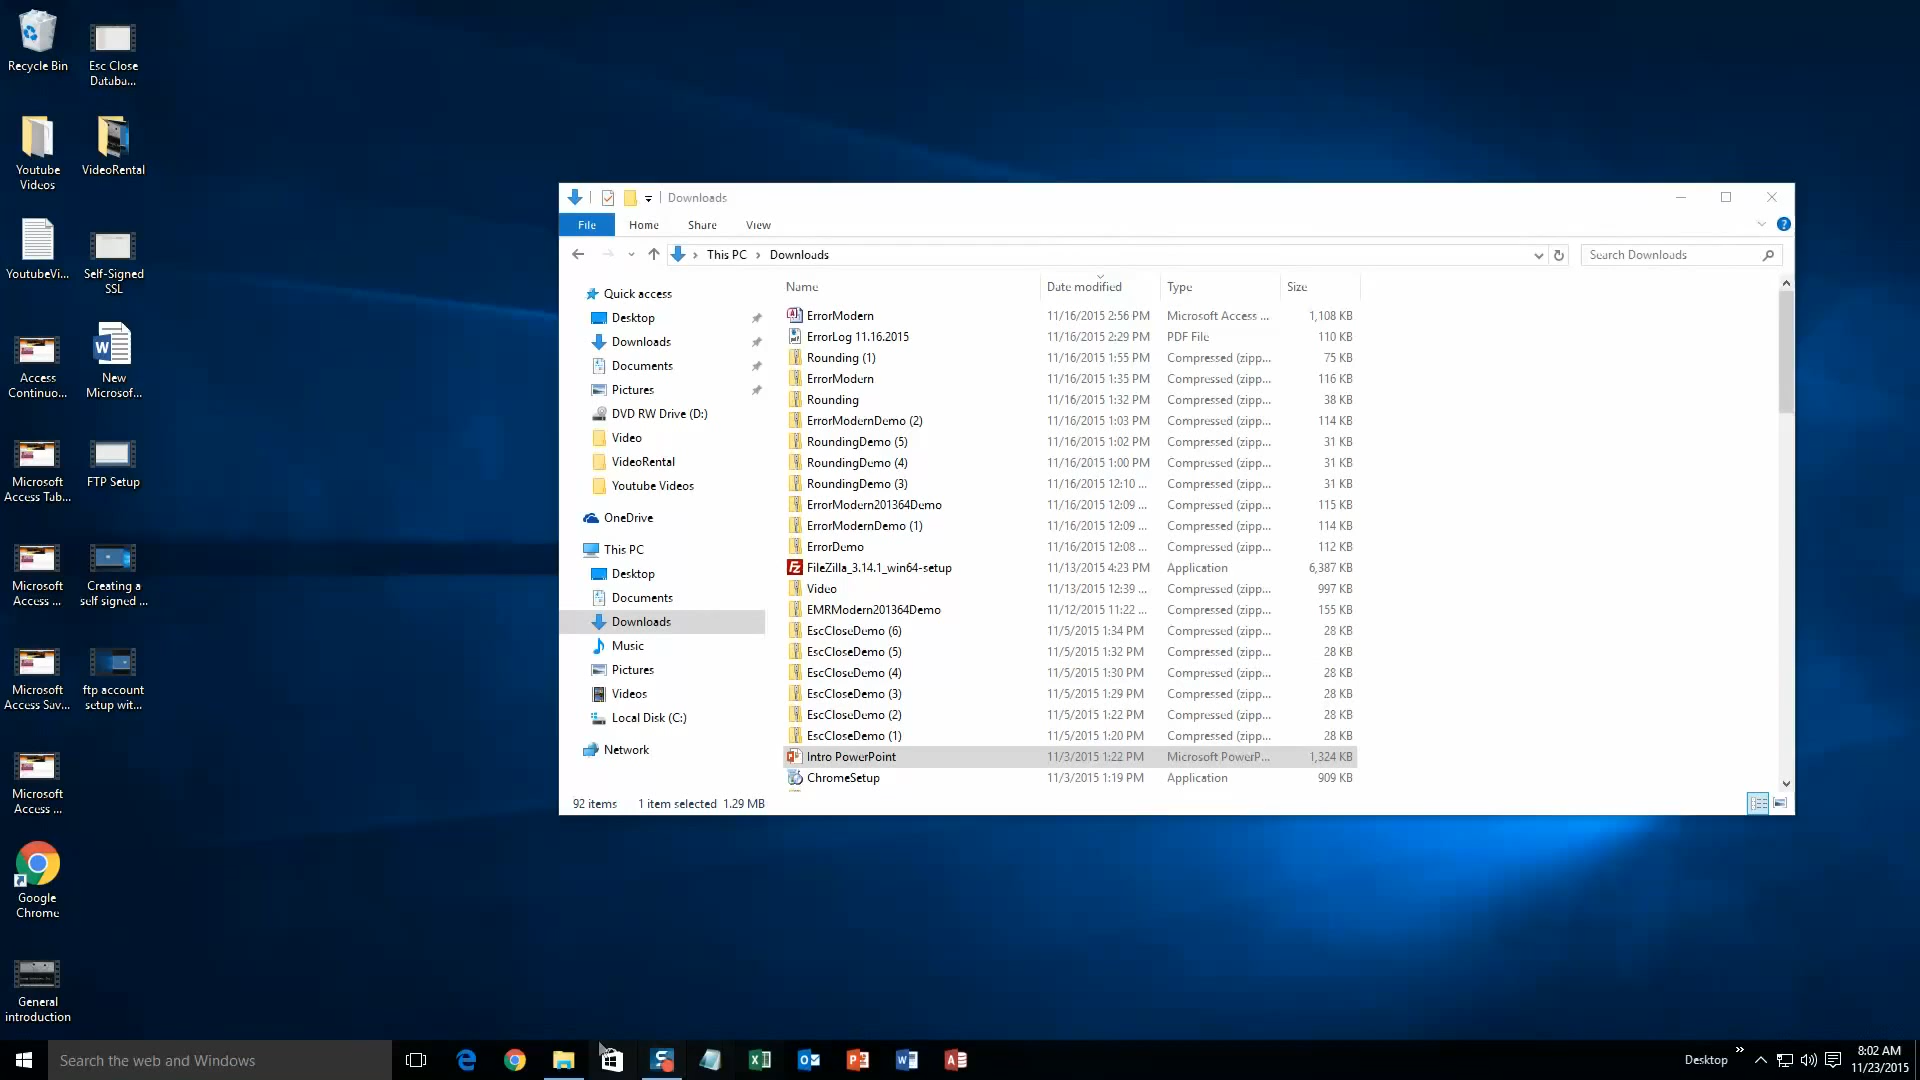 Recycle Bin
Esc Close
Databa...
Youtube
Videos
VideoRental
YoutubeVi...
Self-Signed
SSL
Access
Continuo...
New
Microsof...
Microsoft
Access Tab...
FTP Setup
Microsoft
Access ...
Creating a
self signed ...
Microsoft
Access Sav...
ftp account
setup wit...
Microsoft
Access ...
Google
Chrome
General
introduction
Downloads
File Home Share View
This PC Downloads
Search Downloads
Quick access
Desktop
Downloads
Documents
Pictures
DVD RW Drive (D:)
Video
VideoRental
Youtube Videos
OneDrive
This PC
Desktop
Documents
Downloads
Music
Pictures
Videos
Local Disk (C:)
Network
Name Date modified Type Size
ErrorModern 11/16/2015 2:56 PM Microsoft Access ... 1,108 KB
ErrorLog 11.16.2015 11/16/2015 2:29 PM PDF File 110 KB
Rounding (1) 11/16/2015 1:55 PM Compressed (zipp... 75 KB
ErrorModern 11/16/2015 1:35 PM Compressed (zipp... 116 KB
Rounding 11/16/2015 1:32 PM Compressed (zipp... 38 KB
ErrorModernDemo (2) 11/16/2015 1:03 PM Compressed (zipp... 114 KB
RoundingDemo (5) 11/16/2015 1:02 PM Compressed (zipp... 31 KB
RoundingDemo (4) 11/16/2015 1:00 PM Compressed (zipp... 31 KB
RoundingDemo (3) 11/16/2015 12:10 ... Compressed (zipp... 31 KB
ErrorModern201364Demo 11/16/2015 12:09 ... Compressed (zipp... 115 KB
ErrorModernDemo (1) 11/16/2015 12:09 ... Compressed (zipp... 114 KB
ErrorDemo 11/16/2015 12:08 ... Compressed (zipp... 112 KB
FileZilla_3.14.1_win64-setup 11/13/2015 4:23 PM Application 6,387 KB
Video 11/13/2015 12:39 ... Compressed (zipp... 997 KB
EMRModern201364Demo 11/12/2015 11:22 ... Compressed (zipp... 155 KB
EscCloseDemo (6) 11/5/2015 1:34 PM Compressed (zipp... 28 KB
EscCloseDemo (5) 11/5/2015 1:32 PM Compressed (zipp... 28 KB
EscCloseDemo (4) 11/5/2015 1:30 PM Compressed (zipp... 28 KB
EscCloseDemo (3) 11/5/2015 1:29 PM Compressed (zipp... 28 KB
EscCloseDemo (2) 11/5/2015 1:22 PM Compressed (zipp... 28 KB
EscCloseDemo (1) 11/5/2015 1:20 PM Compressed (zipp... 28 KB
Intro PowerPoint 11/3/2015 1:22 PM Microsoft PowerP... 1,324 KB
ChromeSetup 11/3/2015 1:19 PM Application 909 KB
92 items 1 item selected 1.29 MB
Search the web and Windows
Desktop
8:02 AM
11/23/2015